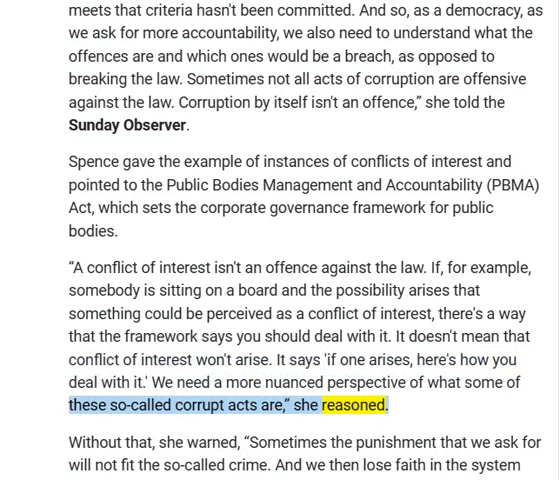 meets that criteria hasn't been committed. And so, as a democracy, as
we ask for more accountability, we also need to understand what the
offences are and which ones would be a breach, as opposed to
breaking the law. Sometimes not all acts of corruption are offensive
against the law. Corruption by itself isn't an offence,” she told the
Sunday Observer.
Spence gave the example of instances of conflicts of interest and
pointed to the Public Bodies Management and Accountability (PBMA)
Act, which sets the corporate governance framework for public
bodies.
“A conflict of interest isn't an offence against the law. If, for example,
somebody is sitting on a board and the possibility arises that
something could be perceived as a conflict of interest, there's a way
that the framework says you should deal with it. It doesn't mean that
conflict of interest won't arise. It says 'if one arises, here's how you
deal with it.' We need a more nuanced perspective of what some of
these so-called corrupt acts are,” she reasoned.
Without that, she warned, “Sometimes the punishment that we ask for
will not fit the so-called crime. And we then lose faith in the system